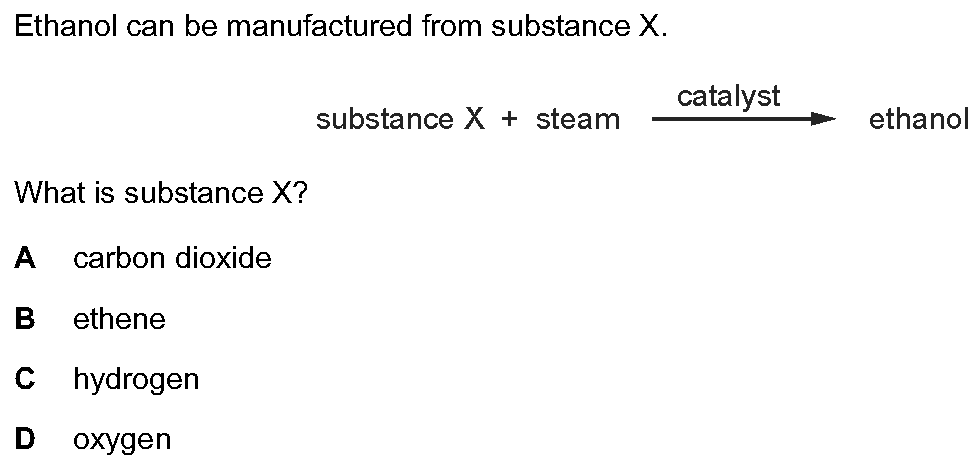 Ethanol can be manufactured from substance X.
catalyst
substance X + steam ⟶ ethanol
What is substance X?
A carbon dioxide
B ethene
C hydrogen
D oxygen